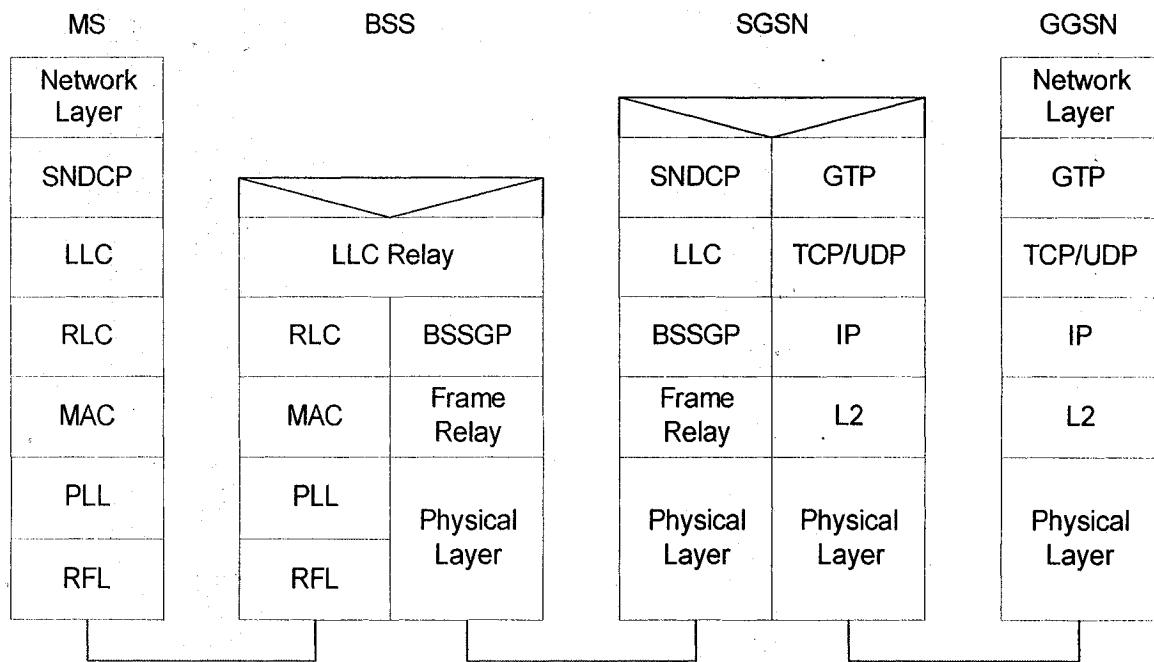 MS
BSS
SGSN
GGSN
Network
Layer
SNDCP
LLC
RLC
MAC
PLL
RFL
LLC Relay
RLC
BSSGP
MAC
Frame
Relay
PLL
RFL
Physical
Layer
SNDCP
GTP
LLC
TCP/UDP
BSSGP
IP
Frame
Relay
L2
Physical
Layer
Physical
Layer
Network
Layer
GTP
TCP/UDP
IP
L2
Physical
Layer